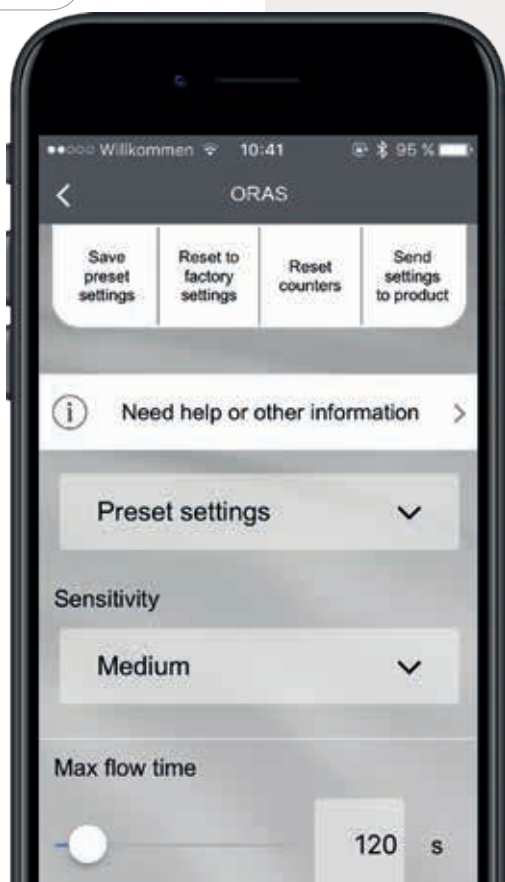 Willkommen 10:41 95 %
ORAS
Save
preset
settings
Reset to
factory
settings
Reset
counters
Send
settings
to product
Need help or other information
Preset settings
Sensitivity
Medium
Max flow time
120 s